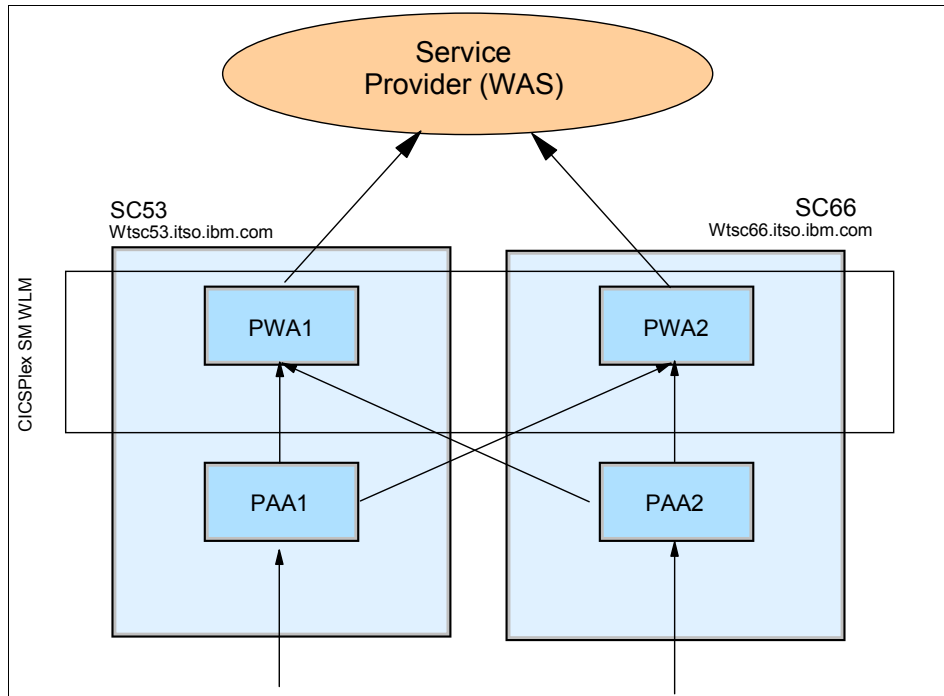 Service
Provider (WAS)
SC53
Wtsc53.itso.ibm.com
SC66
Wtsc66.itso.ibm.com
CICSPlex SM WLM
PWA1
PWA2
PAA1
PAA2